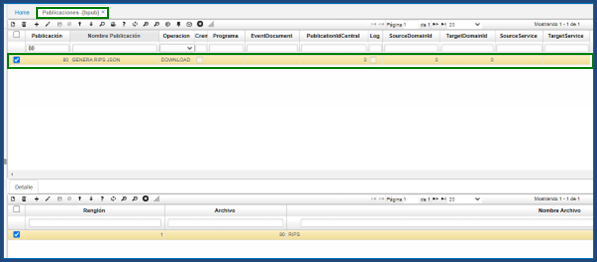 Home Publicaciones -[bpub] ×
Página 1 de 1 20 Mostrando 1 - 1 de 1
Publicación Nombre Publicación Operacion Cron Programa EventDocument PublicationIdCentral Log SourceDomainId TargetDomainId SourceService TargetService
80
80 GENERA RIPS JSON DOWNLOAD 0 0 0
Detalle
Página 1 de 1 20 Mostrando 1 - 1 de 1
Renglón Archivo Nombre Archivo
1 80 RIPS